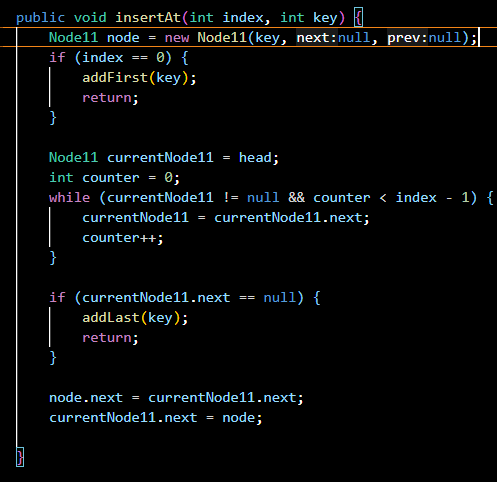 public void insertAt(int index, int key) {
    Node11 node = new Node11(key, next:null, prev:null);
    if (index == 0) {
        addFirst(key);
        return;
    }

    Node11 currentNode11 = head;
    int counter = 0;
    while (currentNode11 != null && counter < index - 1) {
        currentNode11 = currentNode11.next;
        counter++;
    }

    if (currentNode11.next == null) {
        addLast(key);
        return;
    }

    node.next = currentNode11.next;
    currentNode11.next = node;

}